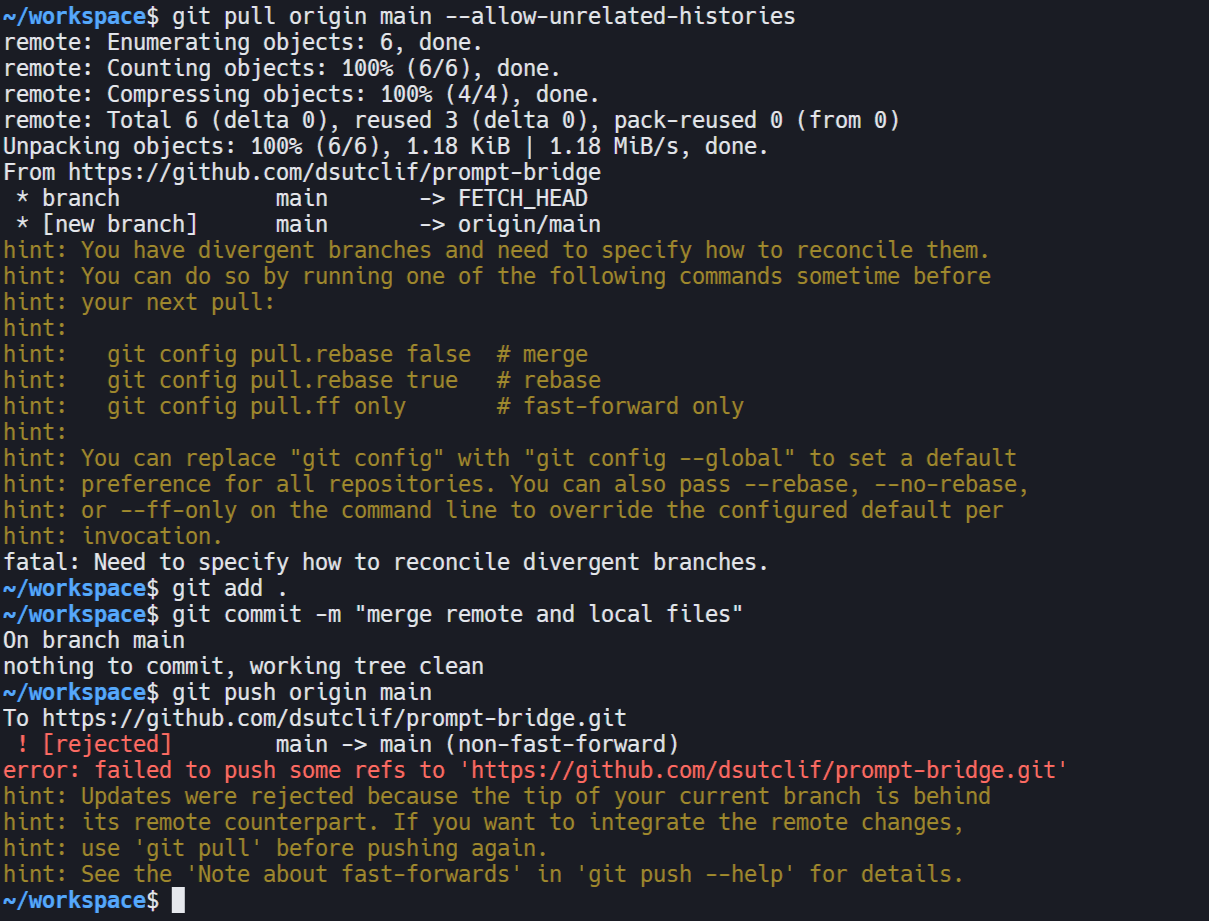 ~/workspace$ git pull origin main --allow-unrelated-histories
remote: Enumerating objects: 6, done.
remote: Counting objects: 100% (6/6), done.
remote: Compressing objects: 100% (4/4), done.
remote: Total 6 (delta 0), reused 3 (delta 0), pack-reused 0 (from 0)
Unpacking objects: 100% (6/6), 1.18 KiB | 1.18 MiB/s, done.
From https://github.com/dsutclif/prompt-bridge
 * branch            main       -> FETCH_HEAD
 * [new branch]      main       -> origin/main
hint: You have divergent branches and need to specify how to reconcile them.
hint: You can do so by running one of the following commands sometime before
hint: your next pull:
hint:
hint:   git config pull.rebase false  # merge
hint:   git config pull.rebase true   # rebase
hint:   git config pull.ff only       # fast-forward only
hint:
hint: You can replace "git config" with "git config --global" to set a default
hint: preference for all repositories. You can also pass --rebase, --no-rebase,
hint: or --ff-only on the command line to override the configured default per
hint: invocation.
fatal: Need to specify how to reconcile divergent branches.
~/workspace$ git add .
~/workspace$ git commit -m "merge remote and local files"
On branch main
nothing to commit, working tree clean
~/workspace$ git push origin main
To https://github.com/dsutclif/prompt-bridge.git
 ! [rejected]        main -> main (non-fast-forward)
error: failed to push some refs to 'https://github.com/dsutclif/prompt-bridge.git'
hint: Updates were rejected because the tip of your current branch is behind
hint: its remote counterpart. If you want to integrate the remote changes,
hint: use 'git pull' before pushing again.
hint: See the 'Note about fast-forwards' in 'git push --help' for details.
~/workspace$